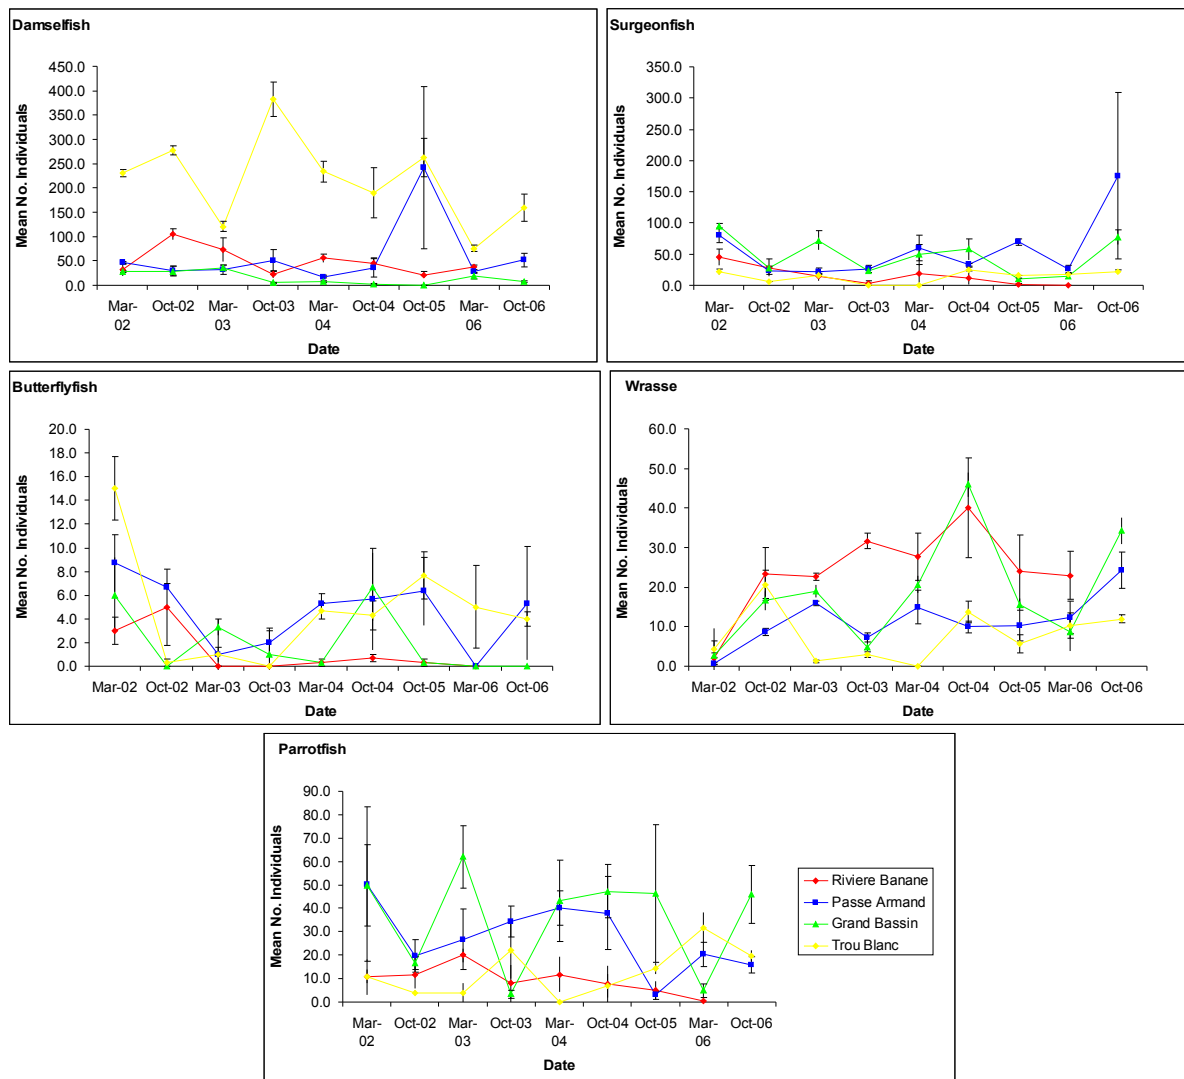 Damselfish
Mean No. Individuals
450.0
400.0
350.0
300.0
250.0
200.0
150.0
100.0
50.0
0.0
Mar-02 Oct-02 Mar-03 Oct-03 Mar-04 Oct-04 Oct-05 Mar-06 Oct-06
Date
Surgeonfish
Mean No. Individuals
350.0
300.0
250.0
200.0
150.0
100.0
50.0
0.0
Mar-02 Oct-02 Mar-03 Oct-03 Mar-04 Oct-04 Oct-05 Mar-06 Oct-06
Date
Butterflyfish
Mean No. Individuals
20.0
18.0
16.0
14.0
12.0
10.0
8.0
6.0
4.0
2.0
0.0
Mar-02 Oct-02 Mar-03 Oct-03 Mar-04 Oct-04 Oct-05 Mar-06 Oct-06
Date
Wrasse
Mean No. Individuals
60.0
50.0
40.0
30.0
20.0
10.0
0.0
Mar-02 Oct-02 Mar-03 Oct-03 Mar-04 Oct-04 Oct-05 Mar-06 Oct-06
Date
Parrotfish
Mean No. Individuals
90.0
80.0
70.0
60.0
50.0
40.0
30.0
20.0
10.0
0.0
Mar-02 Oct-02 Mar-03 Oct-03 Mar-04 Oct-04 Oct-05 Mar-06 Oct-06
Date
Riviere Banane
Passe Armand
Grand Bassin
Trou Blanc